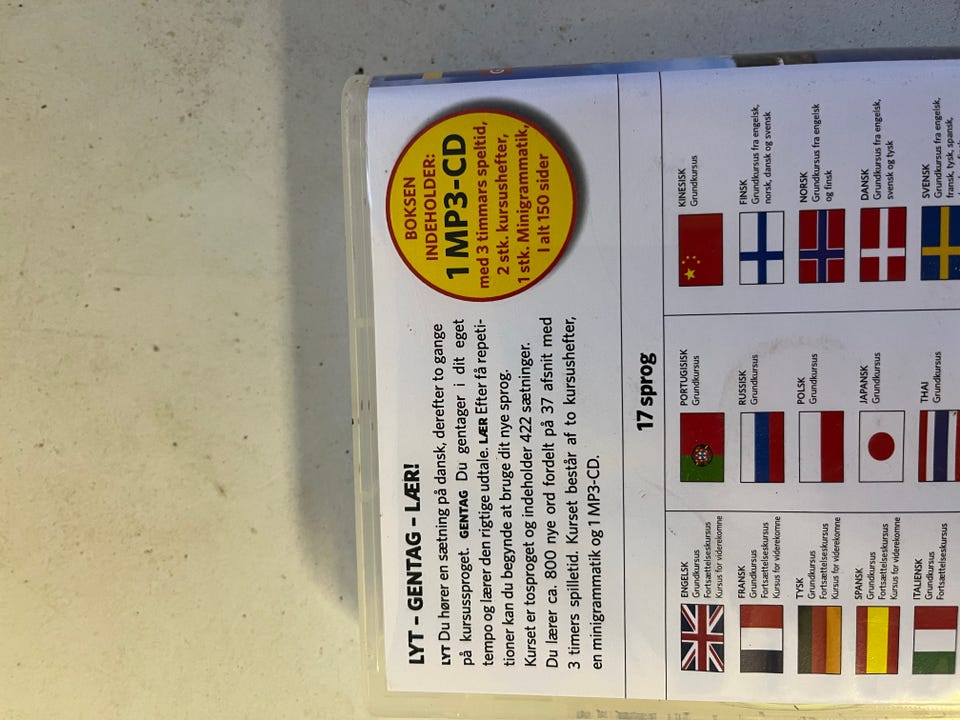 LYT – GENTAG – LÆR!
LYT Du hører en sætning på dansk, derefter to gange
på kursussproget. GENTAG Du gentager i dit eget
tempo og lærer den rigtige udtale. LÆR Efter få repeti-
tioner kan du begynde at bruge dit nye sprog.
Kurset er tosproget og indeholder 422 sætninger.
Du lærer ca. 800 nye ord fordelt på 37 afsnit med
3 timers spilletid. Kurset består af to kursushefter,
en minigrammatik og 1 MP3-CD.
BOKSEN
INDEHOLDER:
1 MP3-CD
med 3 timmars speltid,
2 stk. kursushefter,
1 stk. Minigrammatik,
I alt 150 sider
17 sprog
ENGELSK
Grundkursus
Fortsættelseskursus
Kursus for viderekomne
FRANSK
Grundkursus
Fortsættelseskursus
Kursus for viderekomne
TYSK
Grundkursus
Fortsættelseskursus
Kursus for viderekomne
SPANSK
Grundkursus
Fortsættelseskursus
Kursus for viderekomne
ITALIENSK
Grundkursus
Fortsættelseskursus
PORTUGISISK
Grundkursus
RUSSISK
Grundkursus
POLSK
Grundkursus
JAPANSK
Grundkursus
THAI
Grundkursus
KINESISK
Grundkursus
FINSK
Grundkursus fra engelsk,
norsk, dansk og svensk
NORSK
Grundkursus fra engelsk
og finsk
DANSK
Grundkursus fra engelsk,
svensk og tysk
SVENSK
Grundkursus fra engelsk,
fransk, tysk, spansk,